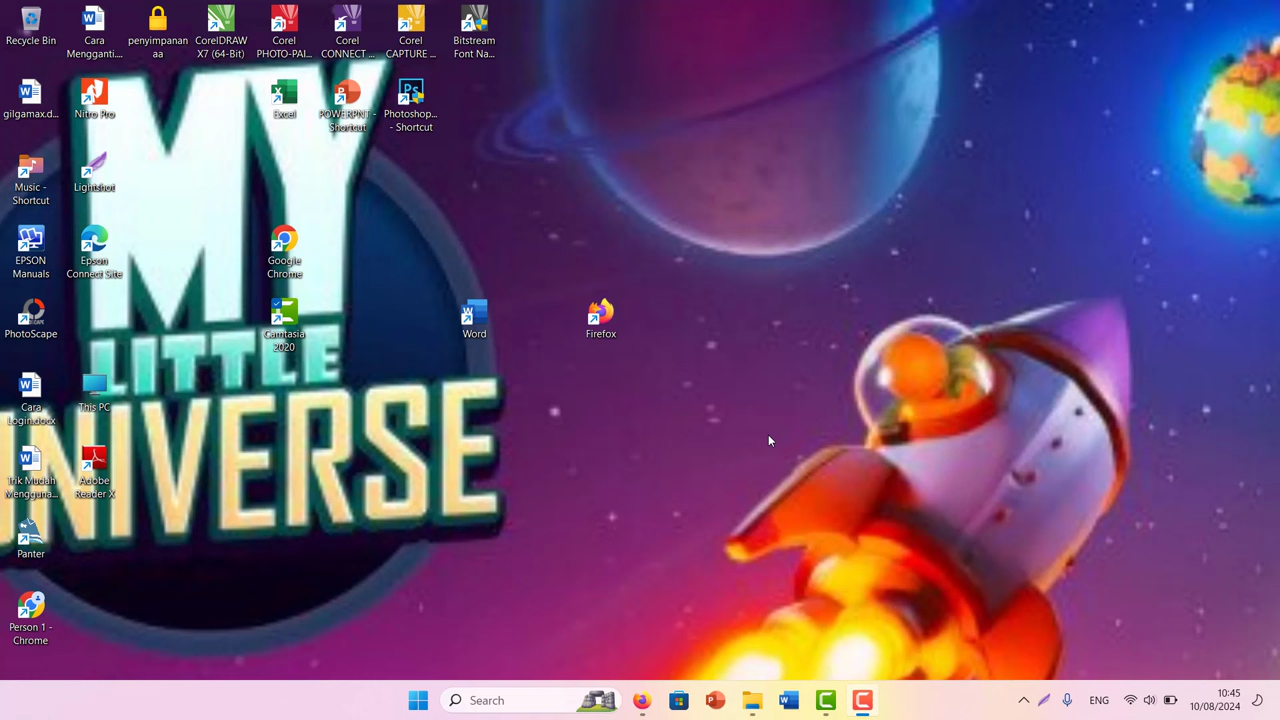 Recycle Bin
Cara
Mengganti...
penyimpanan
aa
CorelDRAW
X7 (64-Bit)
Corel
PHOTO-PAI...
Corel
CONNECT ...
Corel
CAPTURE ...
Bitstream
Font Na...
gilgamax.d...
Nitro Pro
Excel
POWERPNT -
Shortcut
Photoshop...
- Shortcut
Music -
Shortcut
Lightshot
EPSON
Manuals
Epson
Connect Site
Google
Chrome
PhotoScape
Camtasia
2020
Word
Firefox
Cara
Login.docx
This PC
Trik Mudah
Mengguna...
Adobe
Reader X
Panter
Person 1 -
Chrome
MY
LITTLE
UNIVERSE
Search
ENG
10:45
10/08/2024